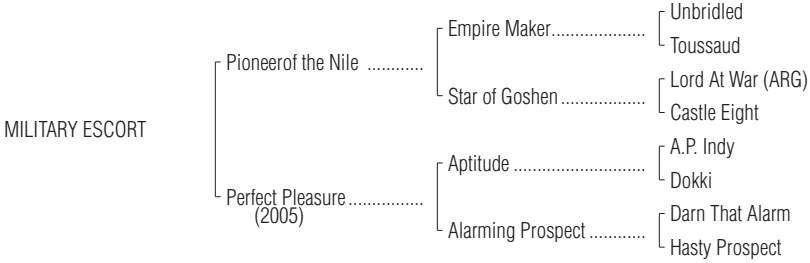 Unbridled
Empire Maker.....................
Toussaud
Pioneerof the Nile ............
Lord At War (ARG)
Star of Goshen..................
Castle Eight
MILITARY ESCORT
A.P. Indy
Aptitude ............................
Dokki
Perfect Pleasure................
(2005)
Darn That Alarm
Alarming Prospect ............
Hasty Prospect